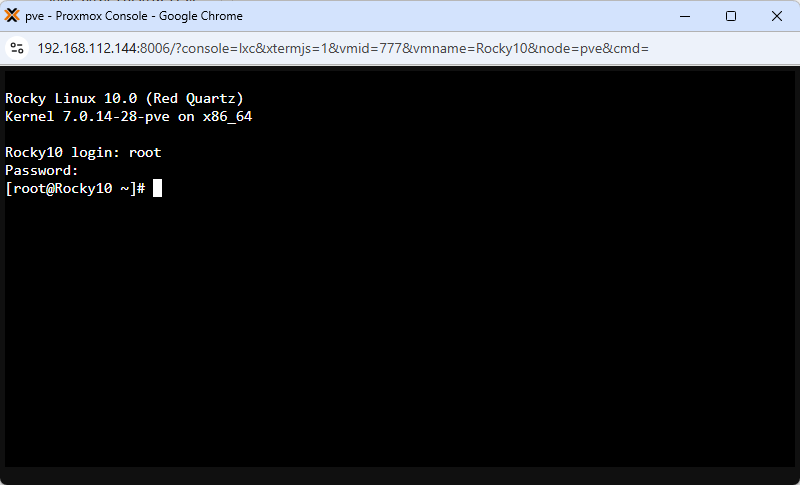 pve - Proxmox Console - Google Chrome
192.168.112.144:8006/?console=lxc&xtermjs=1&vmid=777&vmname=Rocky10&node=pve&cmd=
Rocky Linux 10.0 (Red Quartz)
Kernel 7.0.14-28-pve on x86_64
Rocky10 login: root
Password:
[root@Rocky10 ~]#